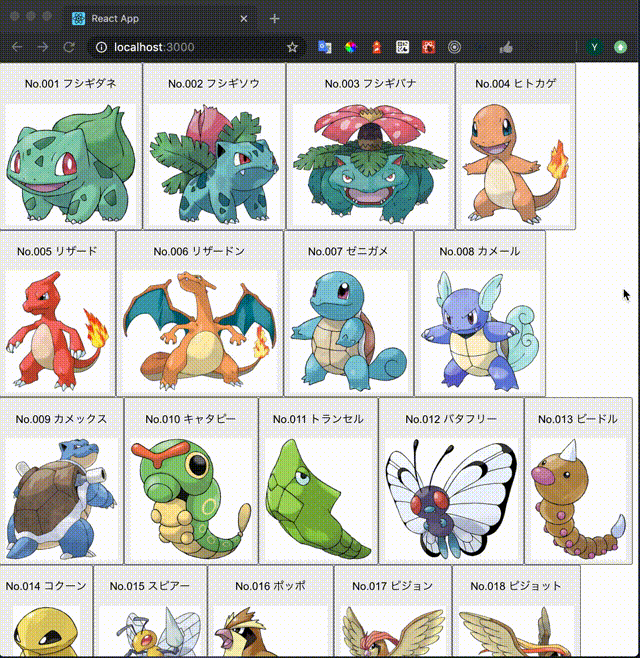 React App
localhost:3000
Y
No.001 フシギダネ
No.002 フシギソウ
No.003 フシギバナ
No.004 ヒトカゲ
No.005 リザード
No.006 リザードン
No.007 ゼニガメ
No.008 カメール
No.009 カメックス
No.010 キャタピー
No.011 トランセル
No.012 バタフリー
No.013 ビードル
No.014 コクーン
No.015 スピアー
No.016 ポッポ
No.017 ピジョン
No.018 ピジョット